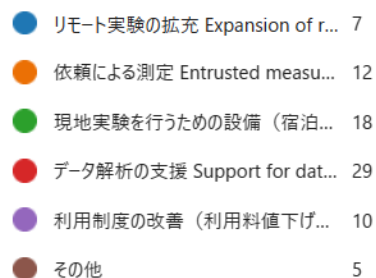 リモート実験の拡充 Expansion of r... 7
依頼による測定 Entrusted measu... 12
現地実験を行うための設備（宿泊... 18
データ解析の支援 Support for dat... 29
利用制度の改善（利用料値下げ... 10
その他 5